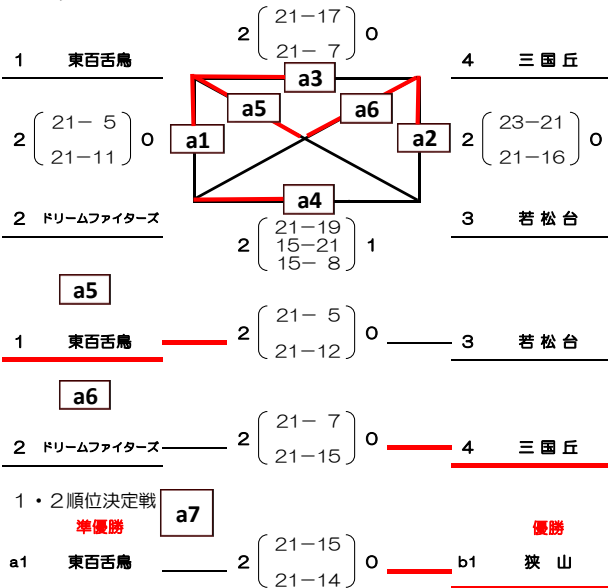 21－17
2 0
21－ 7
1 東百舌鳥 4 三国丘
a3
a5 a6
21－ 5 23－21
2 0 a1 a2 2 0
21－11 21－16
a4
2 ドリームファイターズ 3 若松台
21－19
2 15－21 1
15－ 8
a5
21－ 5
1 東百舌鳥 2 0 3 若松台
21－12
a6
21－ 7
2 ドリームファイターズ 2 0 4 三国丘
21－15
1・2順位決定戦 a7
準優勝 優勝
21－15
a1 東百舌鳥 2 0 b1 狭山
21－14